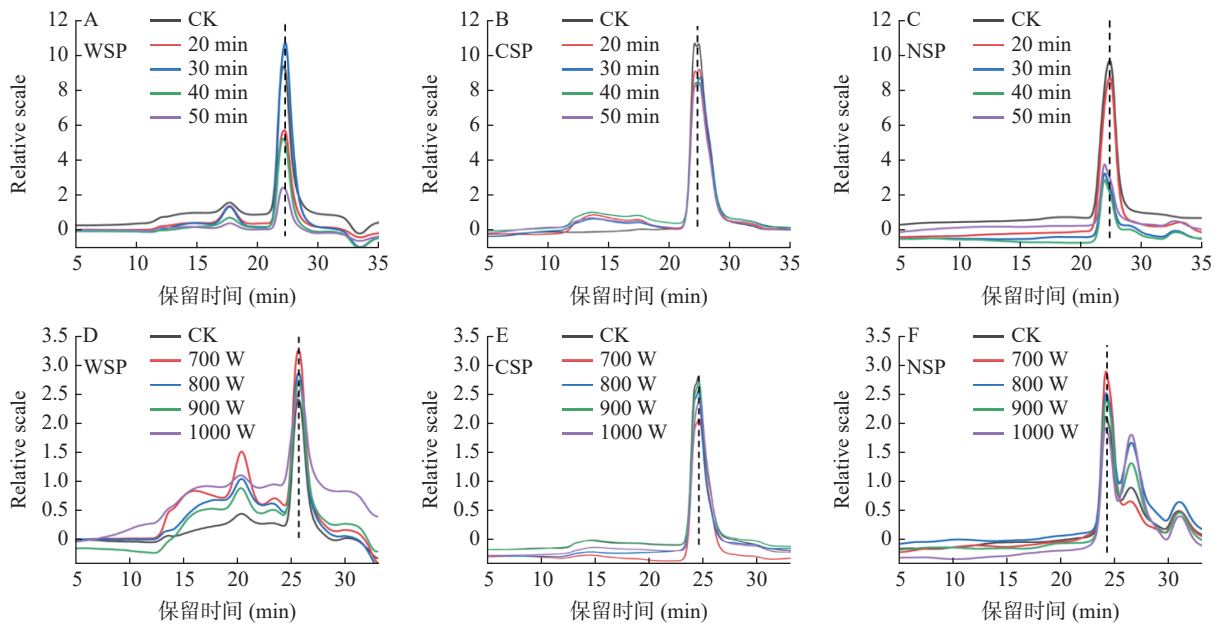 A
WSP
CK
20 min
30 min
40 min
50 min
Relative scale
12
10
8
6
4
2
0
5 10 15 20 30 35
保留时间 (min)
B
CSP
CK
20 min
30 min
40 min
50 min
Relative scale
12
10
8
6
4
2
0
5 10 15 20 30 35
保留时间 (min)
C
NSP
CK
20 min
30 min
40 min
50 min
Relative scale
12
10
8
6
4
2
0
5 10 15 20 30 35
保留时间 (min)
D
WSP
CK
700 W
800 W
900 W
1000 W
Relative scale
3.5
3.0
2.5
2.0
1.5
1.0
0.5
0
5 10 15 20 25 30
保留时间 (min)
E
CSP
CK
700 W
800 W
900 W
1000 W
Relative scale
3.5
3.0
2.5
2.0
1.5
1.0
0.5
0
5 10 15 20 25 30
保留时间 (min)
F
NSP
CK
700 W
800 W
900 W
1000 W
Relative scale
3.5
3.0
2.5
2.0
1.5
1.0
0.5
0
5 10 15 20 25 30
保留时间 (min)